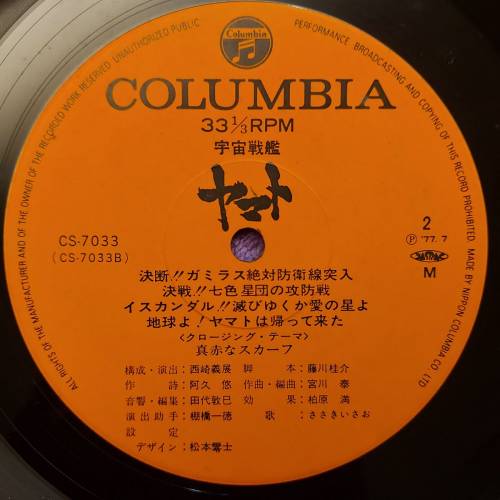 Columbia
ALL RIGHTS OF THE MANUFACTURER AND OF THE OWNER OF THE RECORDED WORK RESERVED. UNAUTHORIZED PUBLIC PERFORMANCE, BROADCASTING AND COPYING OF THIS RECORD PROHIBITED. MADE BY NIPPON COLUMBIA CO. LTD
COLUMBIA
33 1/3 RPM
宇宙戦艦
ヤマト
CS-7033
(CS-7033B)
2
Ⓟ '77. 7
M
決断!!ガミラス絶対防衛線突入
決戦!!七色星団の攻防戦
イスカンダル!!滅びゆくか愛の星よ
地球よ!ヤマトは帰って来た
〈クロージング・テーマ〉
真赤なスカーフ
構成・演出:西崎義展 脚本:藤川桂介
作詩:阿久悠 作曲・編曲:宮川泰
音響・編集:田代敦巳 効果:柏原満
演出助手:棚橋一徳 歌:ささきいさお
設定
デザイン:松本零士